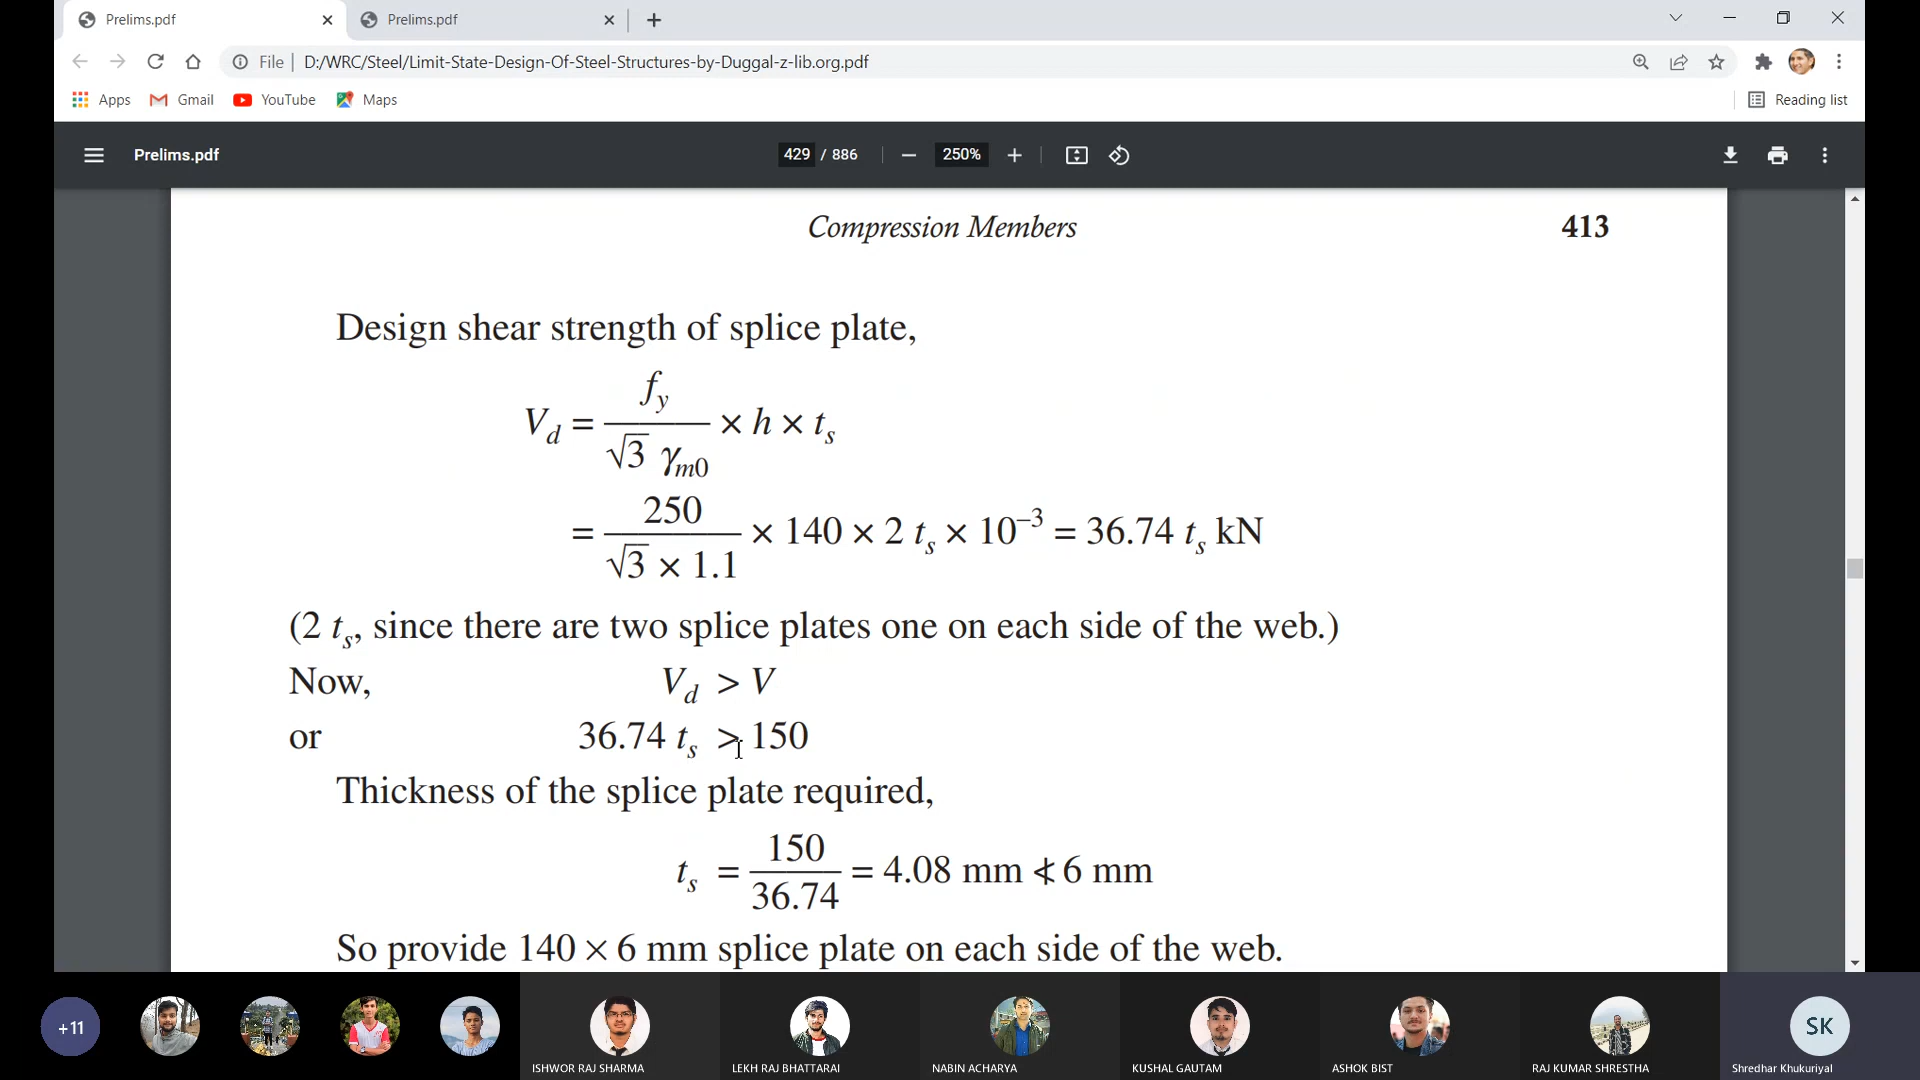 Prelims.pdf
Prelims.pdf
File | D:/WRC/Steel/Limit-State-Design-Of-Steel-Structures-by-Duggal-z-lib.org.pdf
Apps Gmail YouTube Maps Reading list
Prelims.pdf 429 / 886 250%
Compression Members 413
Design shear strength of splice plate,
V_d = f_y / (√3 γ_m0) × h × t_s
= 250 / (√3 × 1.1) × 140 × 2 t_s × 10^–3 = 36.74 t_s kN
(2 t_s, since there are two splice plates one on each side of the web.)
Now, V_d > V
or 36.74 t_s > 150
Thickness of the splice plate required,
t_s = 150 / 36.74 = 4.08 mm ≮ 6 mm
So provide 140 × 6 mm splice plate on each side of the web.
+11 SK
ISHWOR RAJ SHARMA LEKH RAJ BHATTARAI NABIN ACHARYA KUSHAL GAUTAM ASHOK BIST RAJ KUMAR SHRESTHA Shredhar Khukuriyal